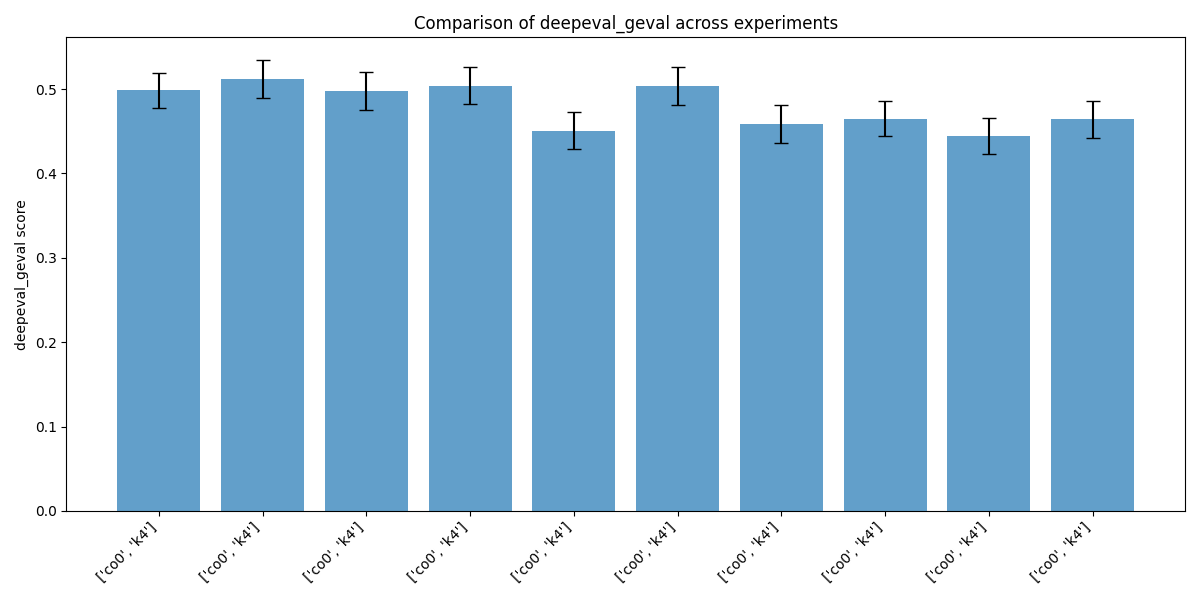 Comparison of deepeval_geval across experiments
deepeval_geval score
0.5
0.4
0.3
0.2
0.1
0.0
['co0', 'k4']
['co0', 'k4']
['co0', 'k4']
['co0', 'k4']
['co0', 'k4']
['co0', 'k4']
['co0', 'k4']
['co0', 'k4']
['co0', 'k4']
['co0', 'k4']